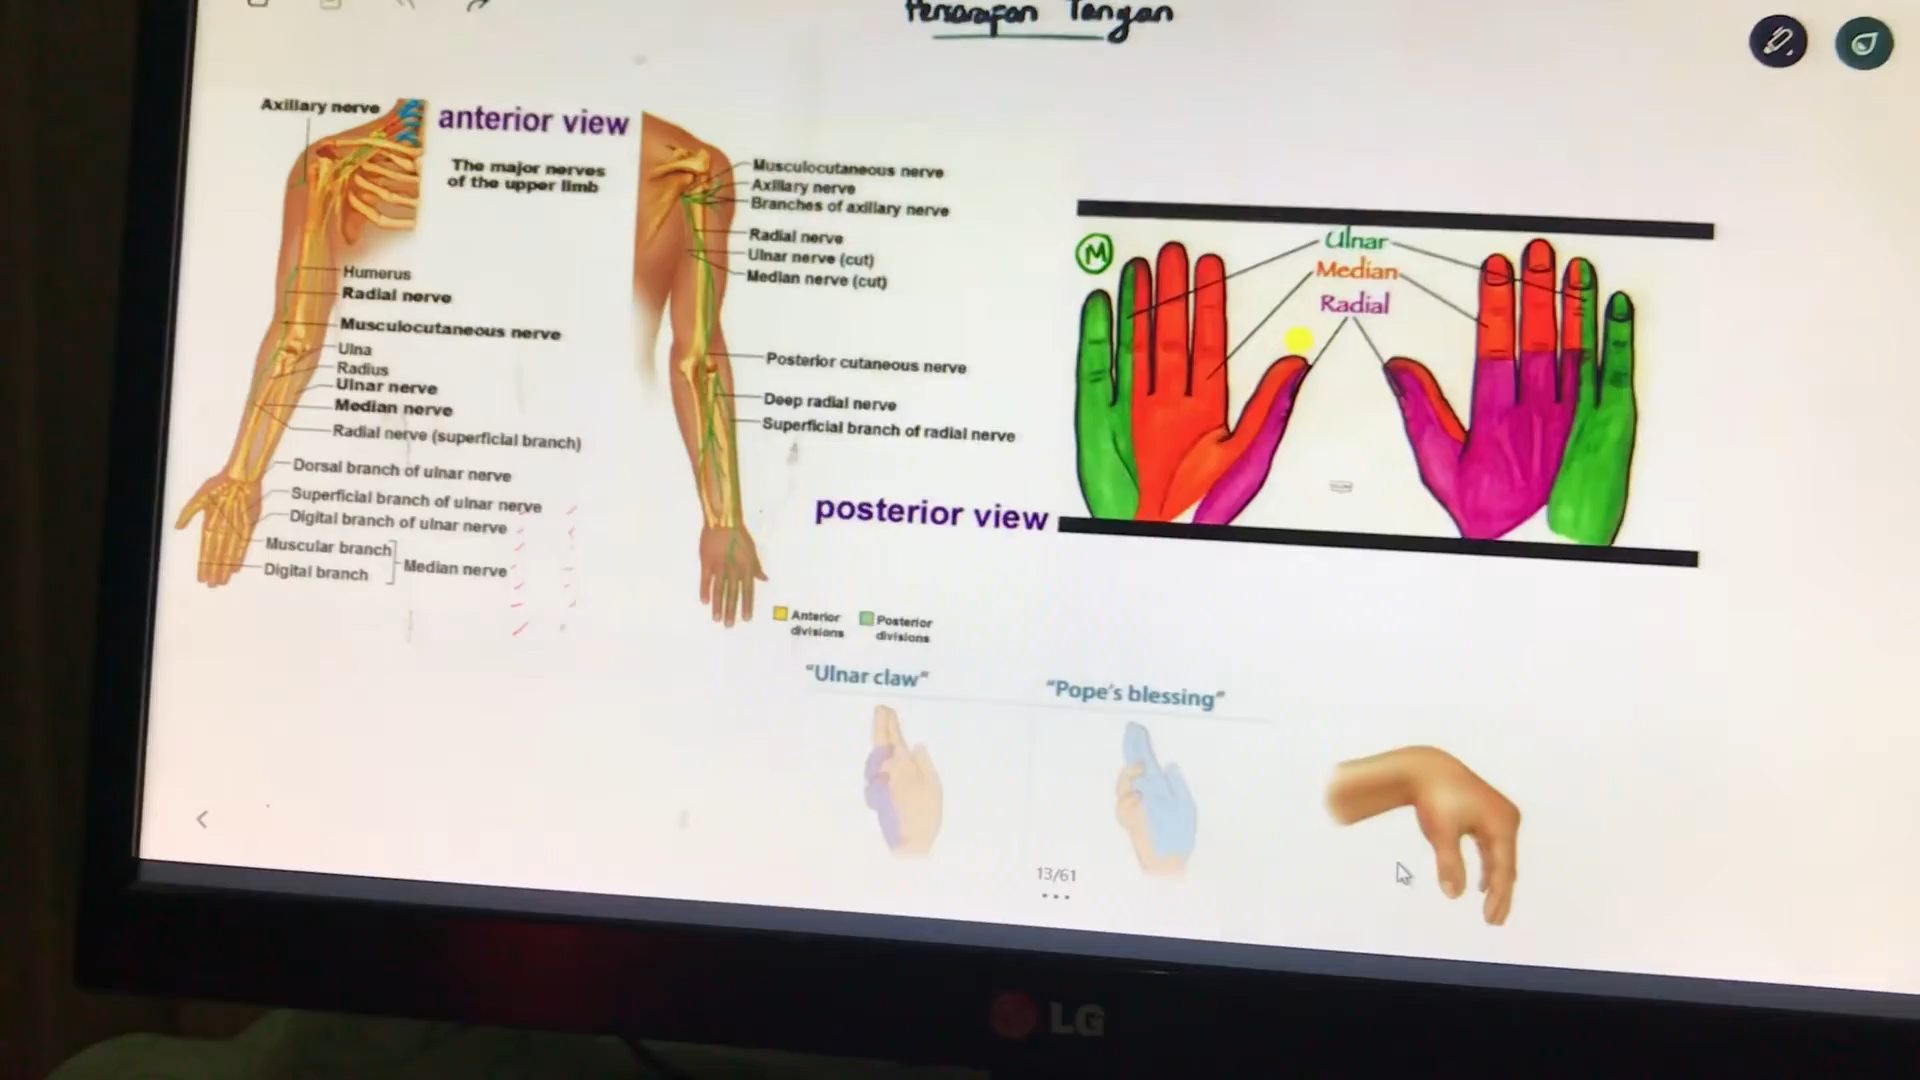 Persarafan Tangan
Axillary nerve
anterior view
The major nerves
of the upper limb
Humerus
Radial nerve
Musculocutaneous nerve
Ulna
Radius
Ulnar nerve
Median nerve
Radial nerve (superficial branch)
Dorsal branch of ulnar nerve
Superficial branch of ulnar nerve
Digital branch of ulnar nerve
Muscular branch
Digital branch
Median nerve
Musculocutaneous nerve
Axillary nerve
Branches of axillary nerve
Radial nerve
Ulnar nerve (cut)
Median nerve (cut)
Posterior cutaneous nerve
Deep radial nerve
Superficial branch of radial nerve
posterior view
Anterior
divisions
Posterior
divisions
M
Ulnar
Median
Radial
"Ulnar claw"
"Pope's blessing"
13/61
LG